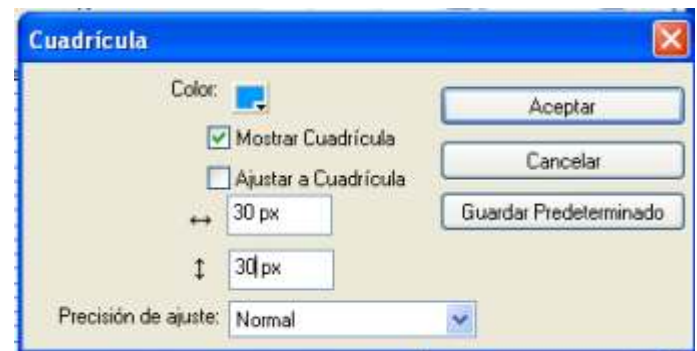 Cuadrícula
Color:
Aceptar
Mostrar Cuadrícula
Cancelar
Ajustar a Cuadrícula
30 px
Guardar Predeterminado
30 px
Precisión de ajuste: Normal